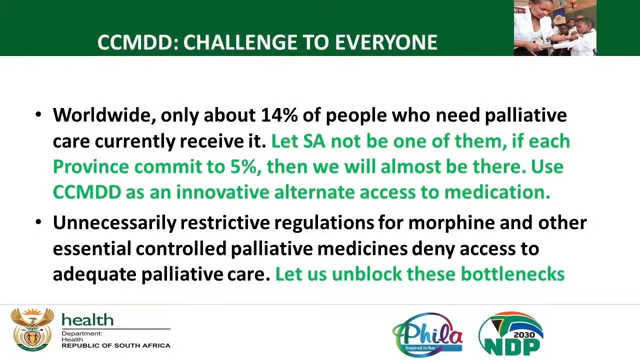 CCMDD: CHALLENGE TO EVERYONE
• Worldwide, only about 14% of people who need palliative
care currently receive it. Let SA not be one of them, if each
Province commit to 5%, then we will almost be there. Use
CCMDD as an innovative alternate access to medication.
• Unnecessarily restrictive regulations for morphine and other
essential controlled palliative medicines deny access to
adequate palliative care. Let us unblock these bottlenecks
health
Department:
Health
REPUBLIC OF SOUTH AFRICA
Phila
2030
NDP